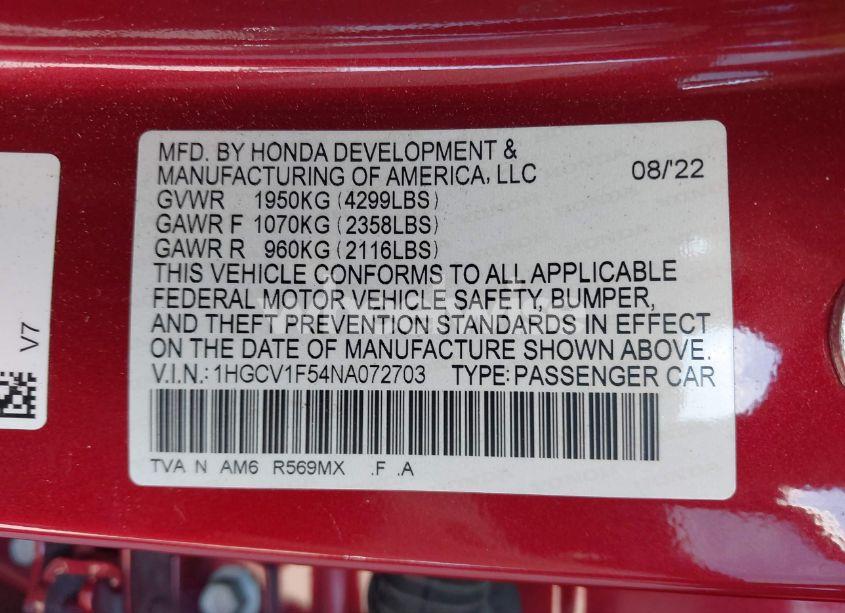 MFD. BY HONDA DEVELOPMENT &
MANUFACTURING OF AMERICA, LLC 08/'22
GVWR 1950KG (4299LBS)
GAWR F 1070KG (2358LBS)
GAWR R 960KG (2116LBS)
THIS VEHICLE CONFORMS TO ALL APPLICABLE
FEDERAL MOTOR VEHICLE SAFETY, BUMPER,
AND THEFT PREVENTION STANDARDS IN EFFECT
ON THE DATE OF MANUFACTURE SHOWN ABOVE.
V.I.N.: 1HGCV1F54NA072703 TYPE: PASSENGER CAR
TVA N AM6 R569MX .F .A
V7